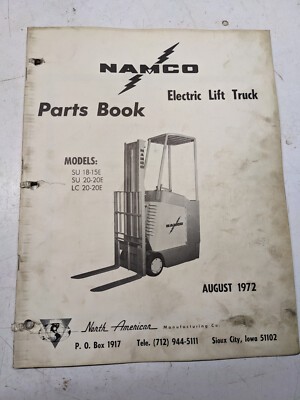 NAMCO
Electric Lift Truck
Parts Book
MODELS:
SU 18-15E
SU 20-20E
LC 20-20E
NAMCO
AUGUST 1972
North American Manufacturing Co.
P. O. Box 1917 Tele. (712) 944-5111 Sioux City, Iowa 51102